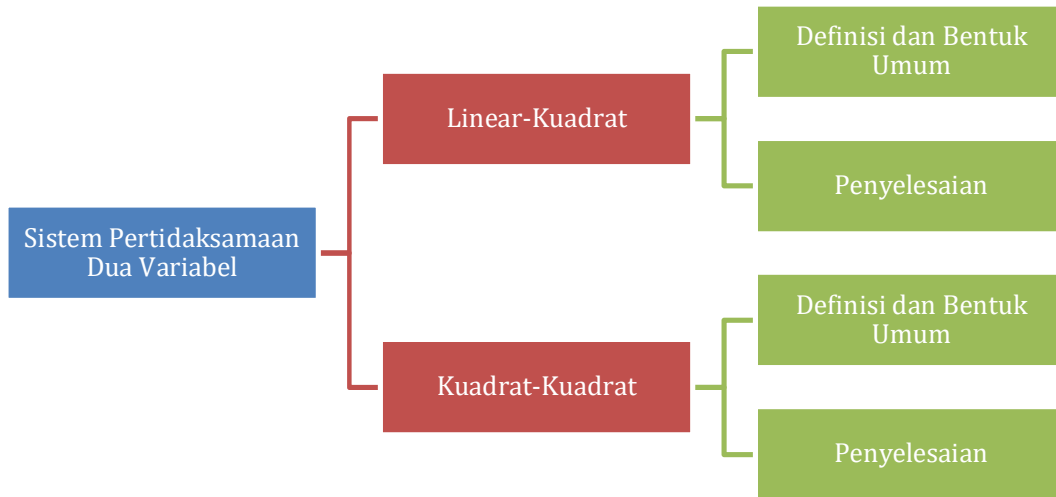 Sistem Pertidaksamaan
Dua Variabel
Linear-Kuadrat
Definisi dan Bentuk
Umum
Penyelesaian
Kuadrat-Kuadrat
Definisi dan Bentuk
Umum
Penyelesaian